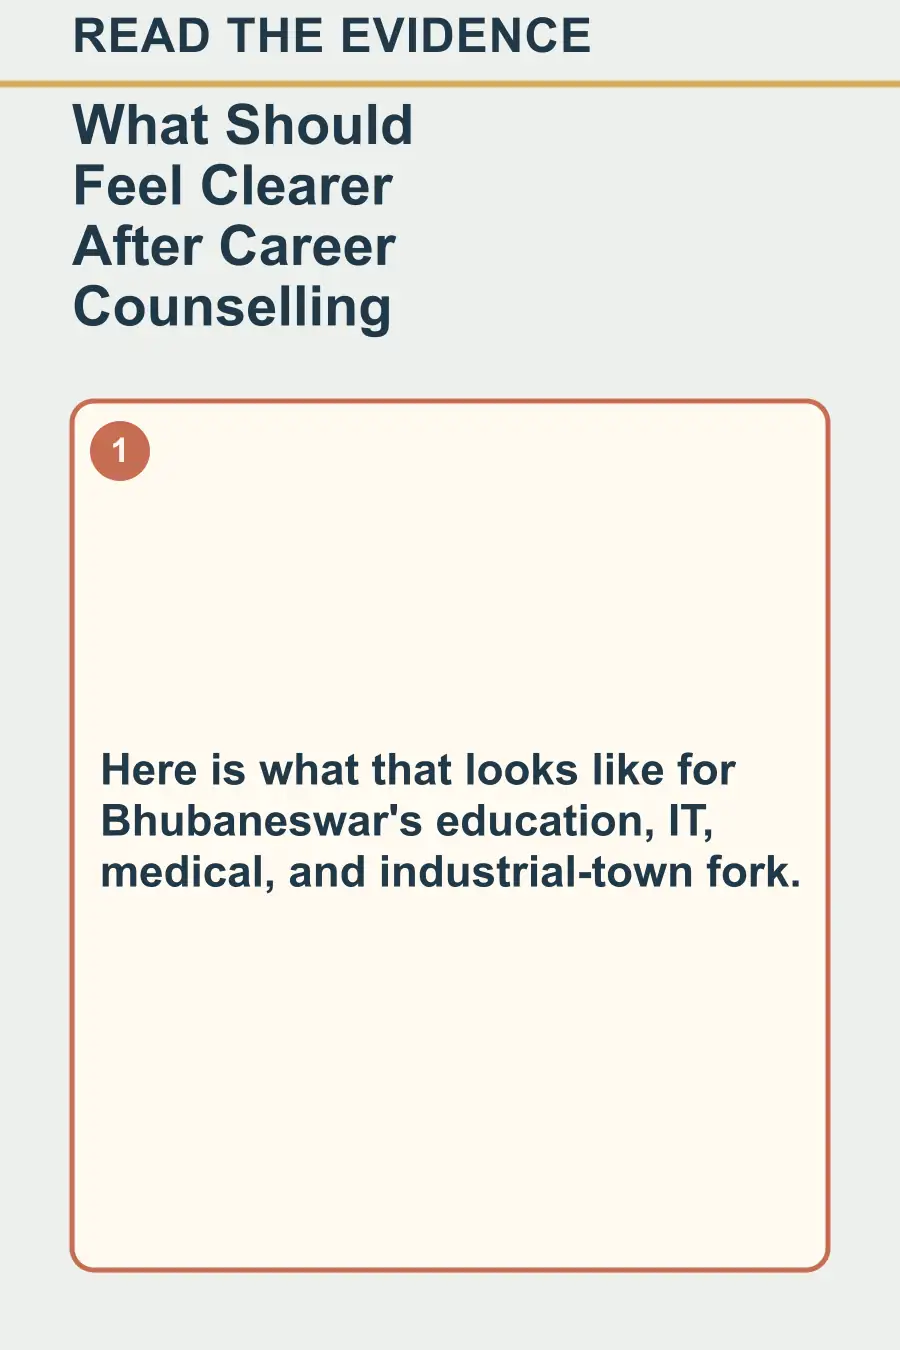 READ THE EVIDENCE
What Should
Feel Clearer
After Career
Counselling
1
Here is what that looks like for
Bhubaneswar's education, IT,
medical, and industrial-town fork.